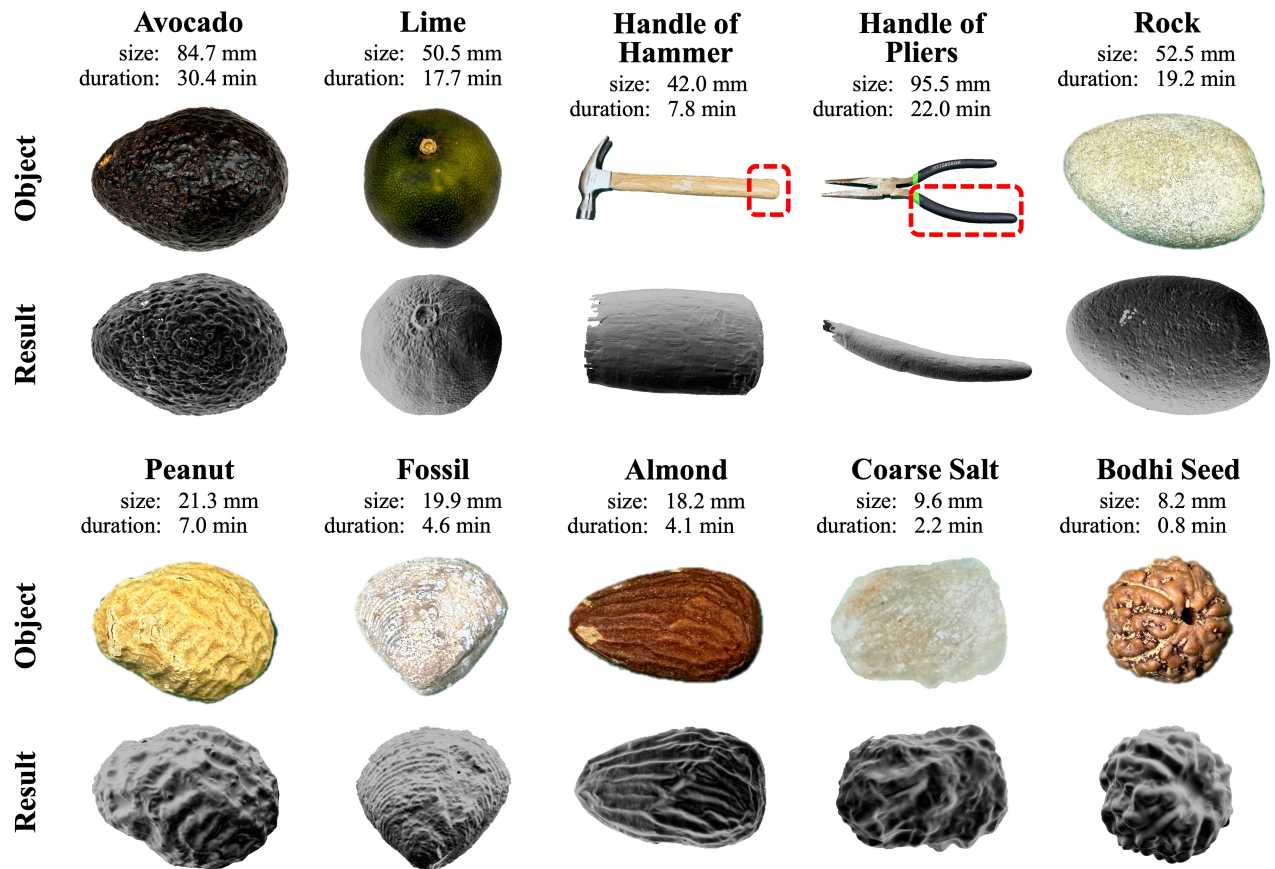 Avocado
size: 84.7 mm
duration: 30.4 min
Lime
size: 50.5 mm
duration: 17.7 min
Handle of
Hammer
size: 42.0 mm
duration: 7.8 min
Handle of
Pliers
size: 95.5 mm
duration: 22.0 min
Rock
size: 52.5 mm
duration: 19.2 min
Object
PITTSBURGH
Result
Peanut
size: 21.3 mm
duration: 7.0 min
Fossil
size: 19.9 mm
duration: 4.6 min
Almond
size: 18.2 mm
duration: 4.1 min
Coarse Salt
size: 9.6 mm
duration: 2.2 min
Bodhi Seed
size: 8.2 mm
duration: 0.8 min
Object
Result